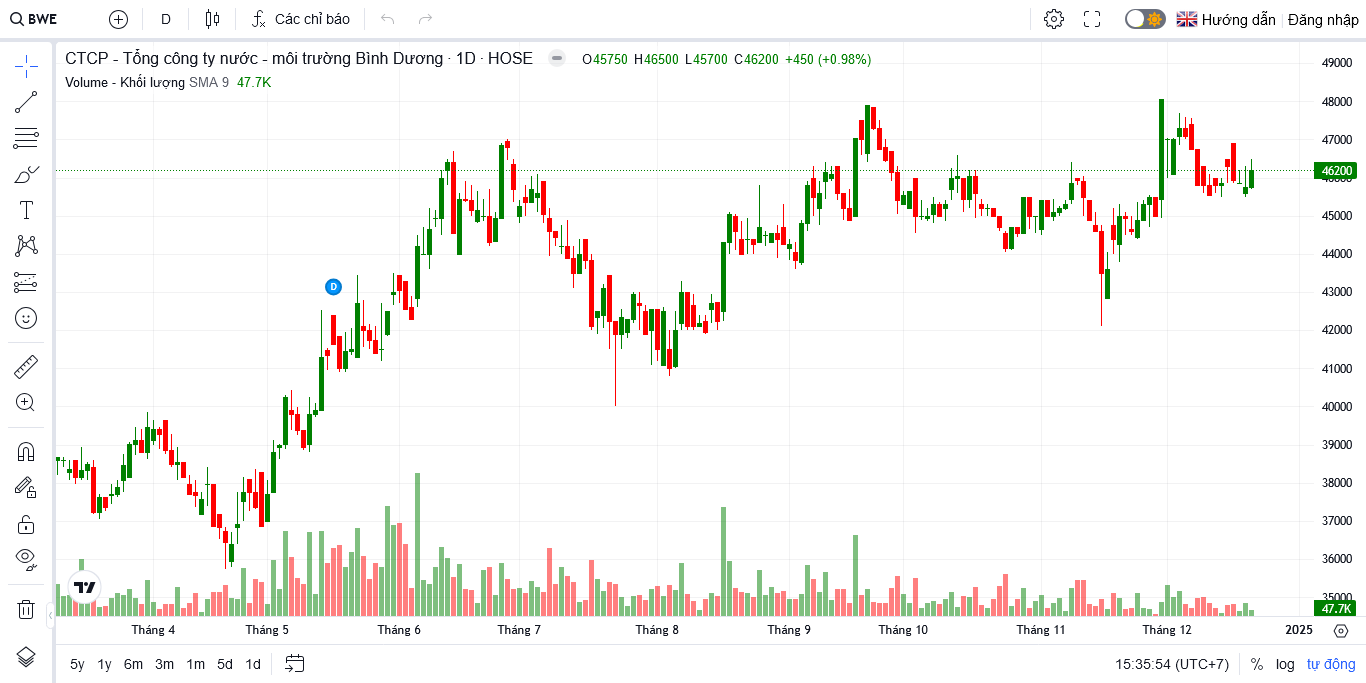 BWE
D
Các chỉ báo
Hướng dẫn
Đăng nhập
CTCP - Tổng công ty nước - môi trường Bình Dương · 1D · HOSE
O45750 H46500 L45700 C46200 +450 (+0.98%)
Volume - Khối lượng SMA 9 47.7K
49000
48000
47000
46200
46000
45000
44000
43000
42000
41000
40000
39000
38000
37000
36000
35000
47.7K
D
Tháng 4 Tháng 5 Tháng 6 Tháng 7 Tháng 8 Tháng 9 Tháng 10 Tháng 11 Tháng 12 2025
5y 1y 6m 3m 1m 5d 1d
15:35:54 (UTC+7) % log tự động